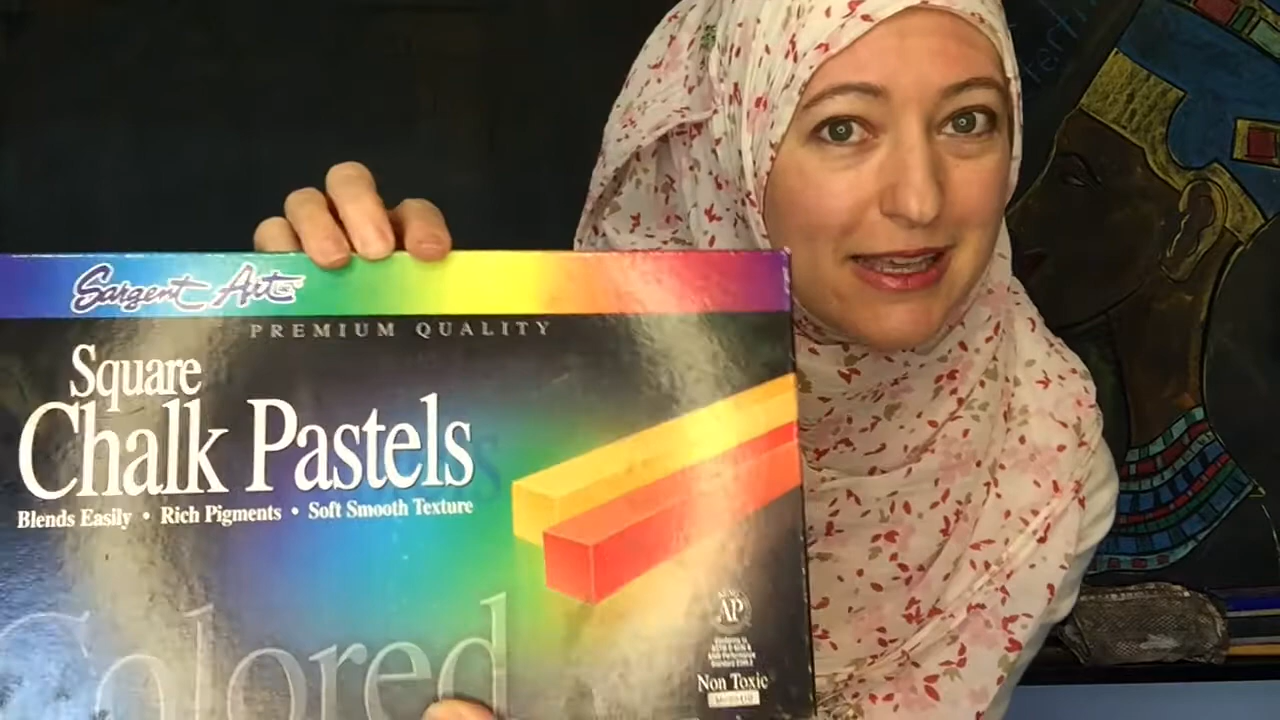 Sargent Art
PREMIUM QUALITY
Square
Chalk Pastels
Blends Easily • Rich Pigments • Soft Smooth Texture
Colored
AP
Non Toxic